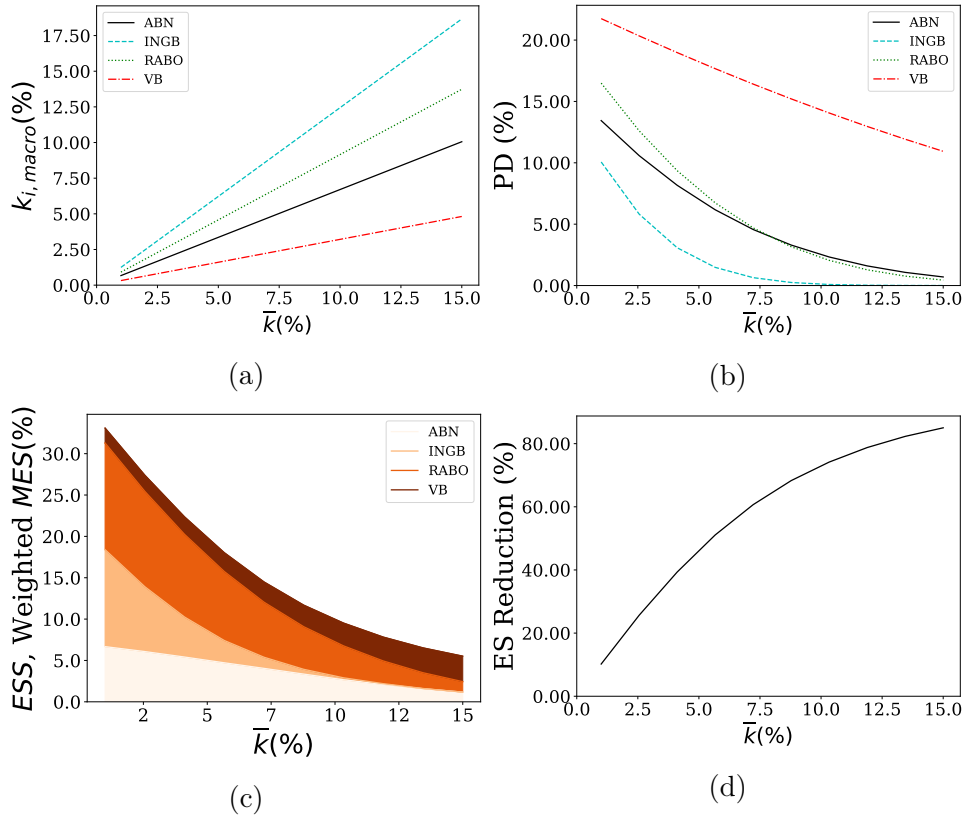 17.50
15.00
12.50
10.00
7.50
5.00
2.50
0.00
k_{i, macro}(%)
ABN
INGB
RABO
VB
0.0 2.5 5.0 7.5 10.0 12.5 15.0
\overline{k}(%)
(a)
20.00
15.00
10.00
5.00
0.00
PD (%)
ABN
INGB
RABO
VB
0.0 2.5 5.0 7.5 10.0 12.5 15.0
\overline{k}(%)
(b)
30.0
25.0
20.0
15.0
10.0
5.0
0.0
ESS, Weighted MES(%)
ABN
INGB
RABO
VB
2 5 7 10 12 15
\overline{k}(%)
(c)
80.00
60.00
40.00
20.00
0.00
ES Reduction (%)
0.0 2.5 5.0 7.5 10.0 12.5 15.0
\overline{k}(%)
(d)